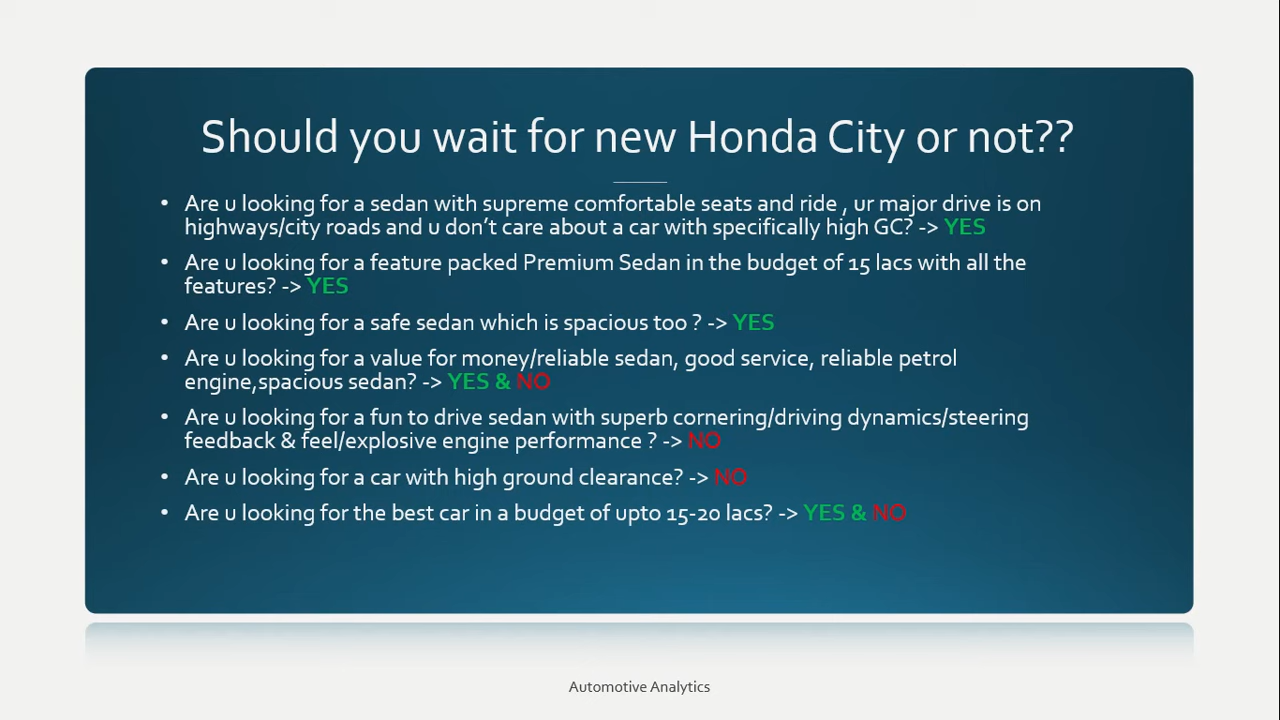 Should you wait for new Honda City or not??
• Are u looking for a sedan with supreme comfortable seats and ride , ur major drive is on
highways/city roads and u don’t care about a car with specifically high GC? -> YES
• Are u looking for a feature packed Premium Sedan in the budget of 15 lacs with all the
features? -> YES
• Are u looking for a safe sedan which is spacious too ? -> YES
• Are u looking for a value for money/reliable sedan, good service, reliable petrol
engine,spacious sedan? -> YES & NO
• Are u looking for a fun to drive sedan with superb cornering/driving dynamics/steering
feedback & feel/explosive engine performance ? -> NO
• Are u looking for a car with high ground clearance? -> NO
• Are u looking for the best car in a budget of upto 15-20 lacs? -> YES & NO
Automotive Analytics